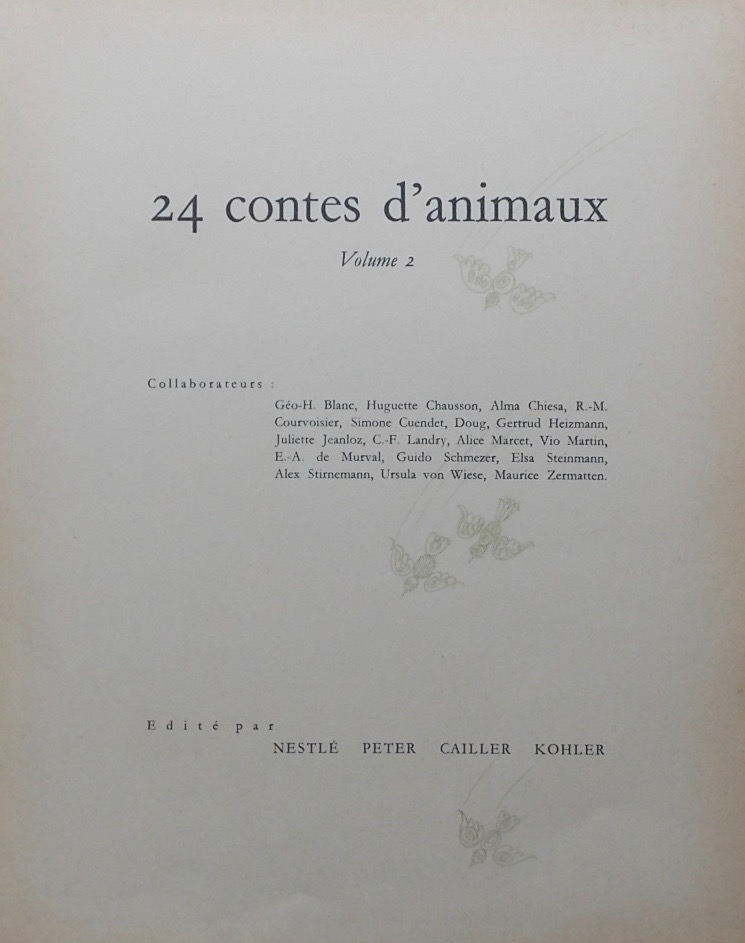 24 contes d'animaux
Volume 2
Collaborateurs :
Géo-H. Blanc, Huguette Chausson, Alma Chiesa, R.-M.
Courvoisier, Simone Cuendet, Doug, Gertrud Heizmann,
Juliette Jeanloz, C.-F. Landry, Alice Marcet, Vio Martin,
E.-A. de Murval, Guido Schmezer, Elsa Steinmann,
Alex Stirnemann, Ursula von Wiese, Maurice Zermatten.
Edité par
NESTLÉ PETER CAILLER KOHLER